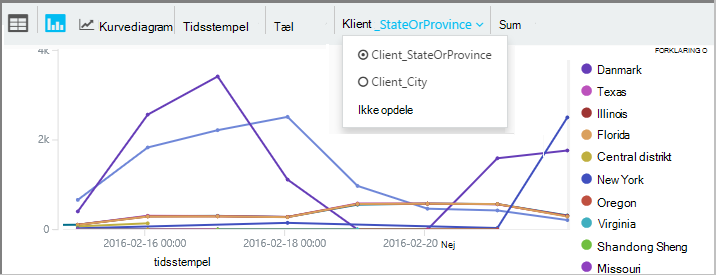 Kurvediagram Tidsstempel Tæl Klient _StateOrProvince Sum
4k
FORKLARING O
Client_StateOrProvince
Client_City
Ikke opdele
2k
0
2016-02-16 00:00 2016-02-18 00:00 2016-02-20 Nej
tidsstempel
Danmark
Texas
Illinois
Florida
Central distrikt
New York
Oregon
Virginia
Shandong Sheng
Missouri